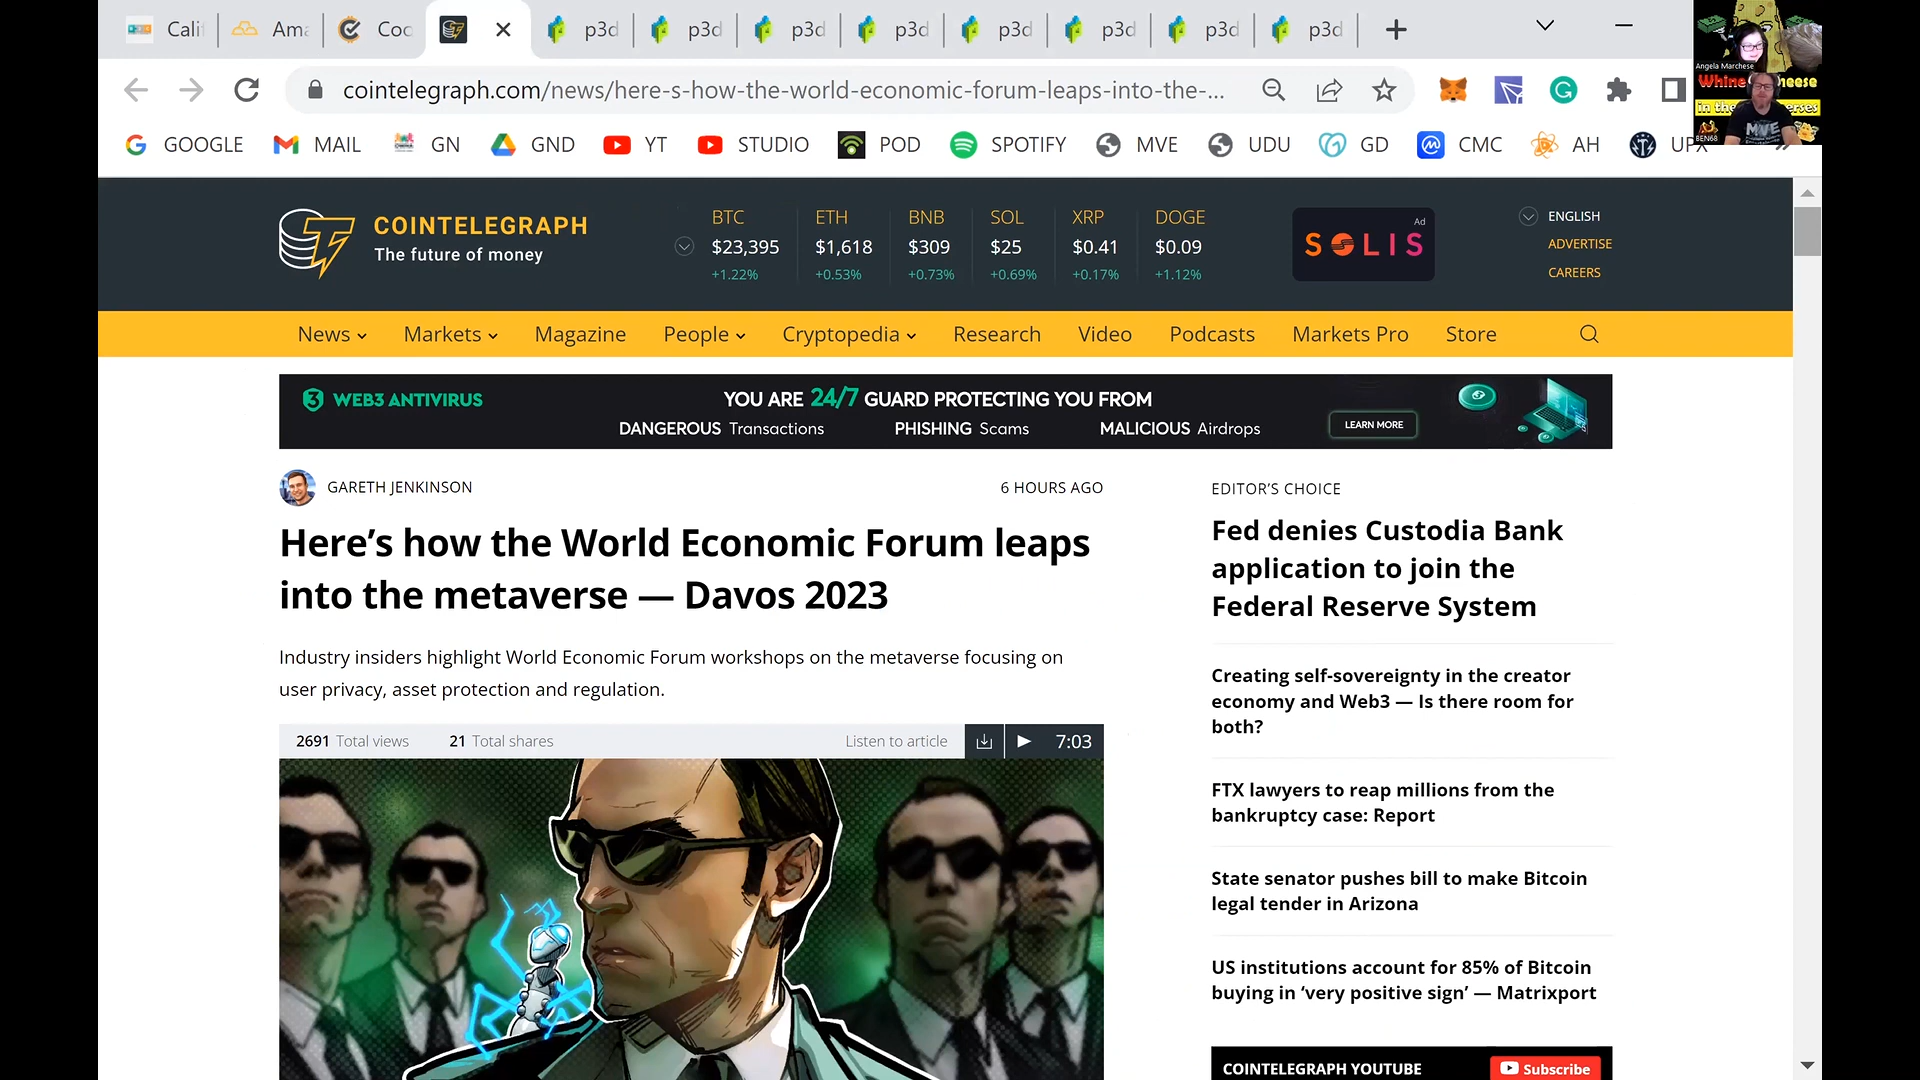 Cali
Ama
Coc
p3d
p3d
p3d
p3d
p3d
p3d
p3d
p3d
Angela Marchese
cointelegraph.com/news/here-s-how-the-world-economic-forum-leaps-into-the-...
in the
MVE
BEN68
GOOGLE
MAIL
GN
GND
YT
STUDIO
POD
SPOTIFY
MVE
UDU
GD
CMC
AH
COINTELEGRAPH
The future of money
BTC
$23,395
+1.22%
ETH
$1,618
+0.53%
BNB
$309
+0.73%
SOL
$25
+0.69%
XRP
$0.41
+0.17%
DOGE
$0.09
+1.12%
Ad
SOLIS
ENGLISH
ADVERTISE
CAREERS
News
Markets
Magazine
People
Cryptopedia
Research
Video
Podcasts
Markets Pro
Store
WEB3 ANTIVIRUS
YOU ARE 24/7 GUARD PROTECTING YOU FROM
DANGEROUS Transactions
PHISHING Scams
MALICIOUS Airdrops
LEARN MORE
GARETH JENKINSON
6 HOURS AGO
Here's how the World Economic Forum leaps
into the metaverse — Davos 2023
Industry insiders highlight World Economic Forum workshops on the metaverse focusing on
user privacy, asset protection and regulation.
2691 Total views
21 Total shares
Listen to article
7:03
EDITOR'S CHOICE
Fed denies Custodia Bank
application to join the
Federal Reserve System
Creating self-sovereignty in the creator
economy and Web3 — Is there room for
both?
FTX lawyers to reap millions from the
bankruptcy case: Report
State senator pushes bill to make Bitcoin
legal tender in Arizona
US institutions account for 85% of Bitcoin
buying in 'very positive sign' — Matrixport
COINTELEGRAPH YOUTUBE
Subscribe